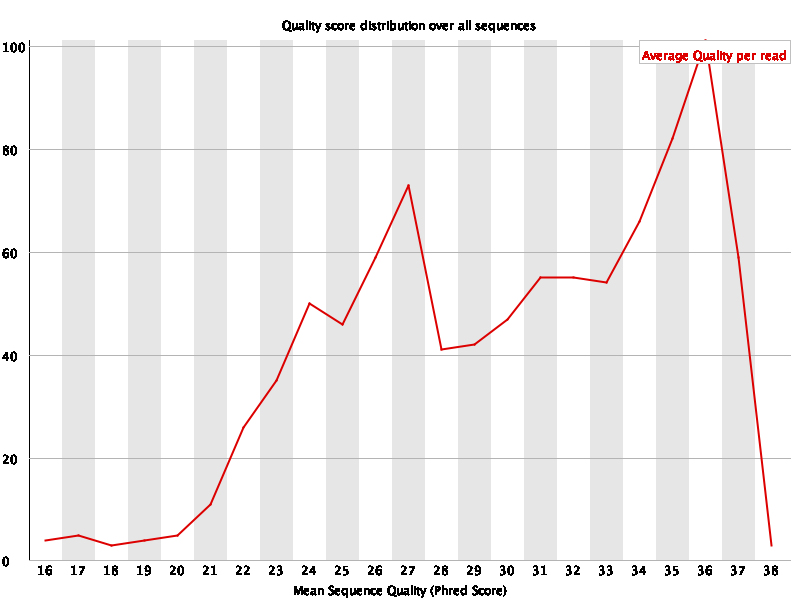 Quality score distribution over all sequences
Average Quality per read
100
80
60
40
20
0
16 17 18 19 20 21 22 23 24 25 26 27 28 29 30 31 32 33 34 35 36 37 38
Mean Sequence Quality (Phred Score)